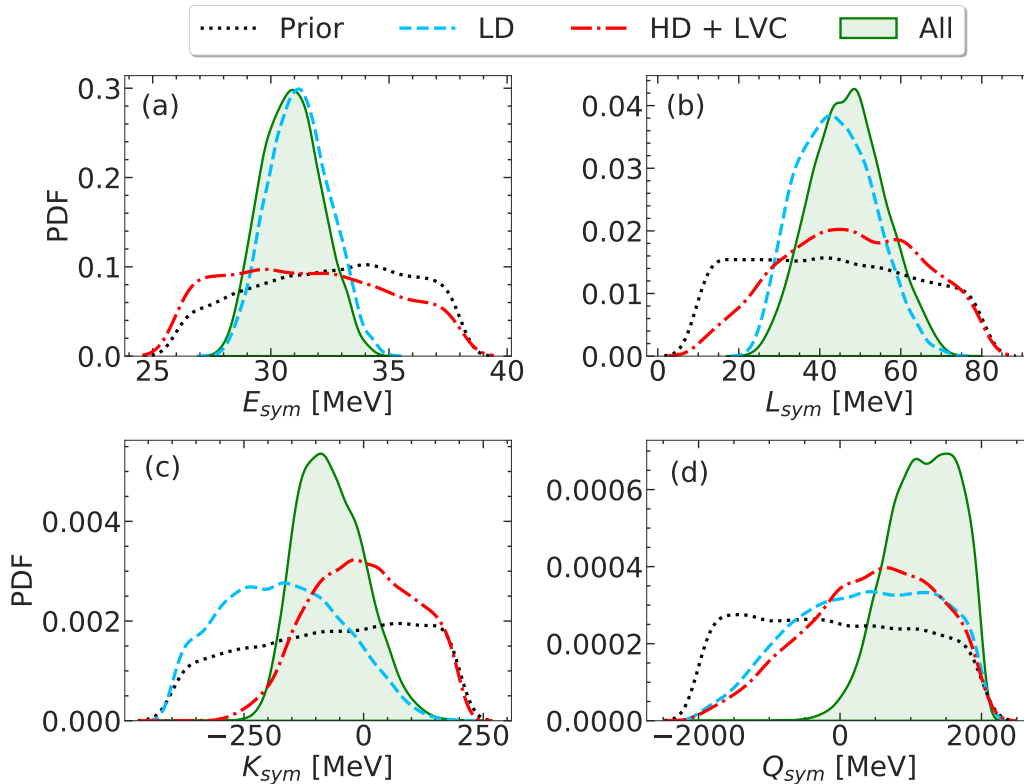 Prior LD HD + LVC All
(a) (b)
PDF
0.0 0.1 0.2 0.3
25 30 35 40
E_sym [MeV]
0.00 0.01 0.02 0.03 0.04
0 20 40 60 80
L_sym [MeV]
(c) (d)
PDF
0.000 0.002 0.004
−250 0 250
K_sym [MeV]
0.0000 0.0002 0.0004 0.0006
−2000 0 2000
Q_sym [MeV]